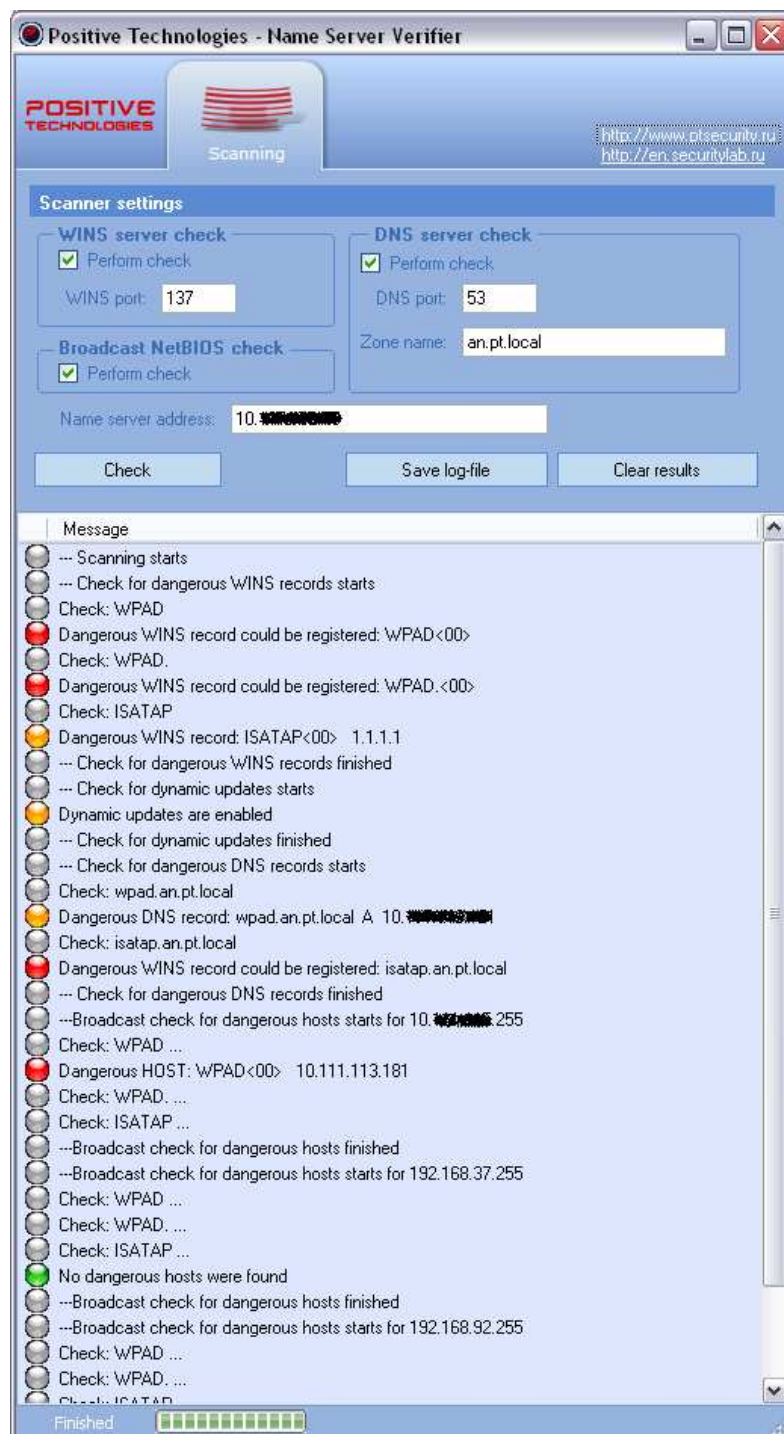 Positive Technologies - Name Server Verifier
POSITIVE
TECHNOLOGIES
Scanning
http://www.ptsecurity.ru
http://en.securitylab.ru
Scanner settings
WINS server check
Perform check
WINS port: 137
DNS server check
Perform check
DNS port: 53
Zone name: an.pt.local
Broadcast NetBIOS check
Perform check
Name server address: 10.
Check
Save log-file
Clear results
Message
--- Scanning starts
--- Check for dangerous WINS records starts
Check: WPAD
Dangerous WINS record could be registered: WPAD<00>
Check: WPAD.
Dangerous WINS record could be registered: WPAD.<00>
Check: ISATAP
Dangerous WINS record: ISATAP<00> 1.1.1.1
--- Check for dangerous WINS records finished
--- Check for dynamic updates starts
Dynamic updates are enabled
--- Check for dynamic updates finished
--- Check for dangerous DNS records starts
Check: wpad.an.pt.local
Dangerous DNS record: wpad.an.pt.local A 10.
Check: isatap.an.pt.local
Dangerous WINS record could be registered: isatap.an.pt.local
--- Check for dangerous DNS records finished
---Broadcast check for dangerous hosts starts for 10. .255
Check: WPAD ...
Dangerous HOST: WPAD<00> 10.111.113.181
Check: WPAD. ...
Check: ISATAP ...
---Broadcast check for dangerous hosts finished
---Broadcast check for dangerous hosts starts for 192.168.37.255
Check: WPAD ...
Check: WPAD. ...
Check: ISATAP ...
No dangerous hosts were found
---Broadcast check for dangerous hosts finished
---Broadcast check for dangerous hosts starts for 192.168.92.255
Check: WPAD ...
Check: WPAD. ...
Check: ISATAP
Finished